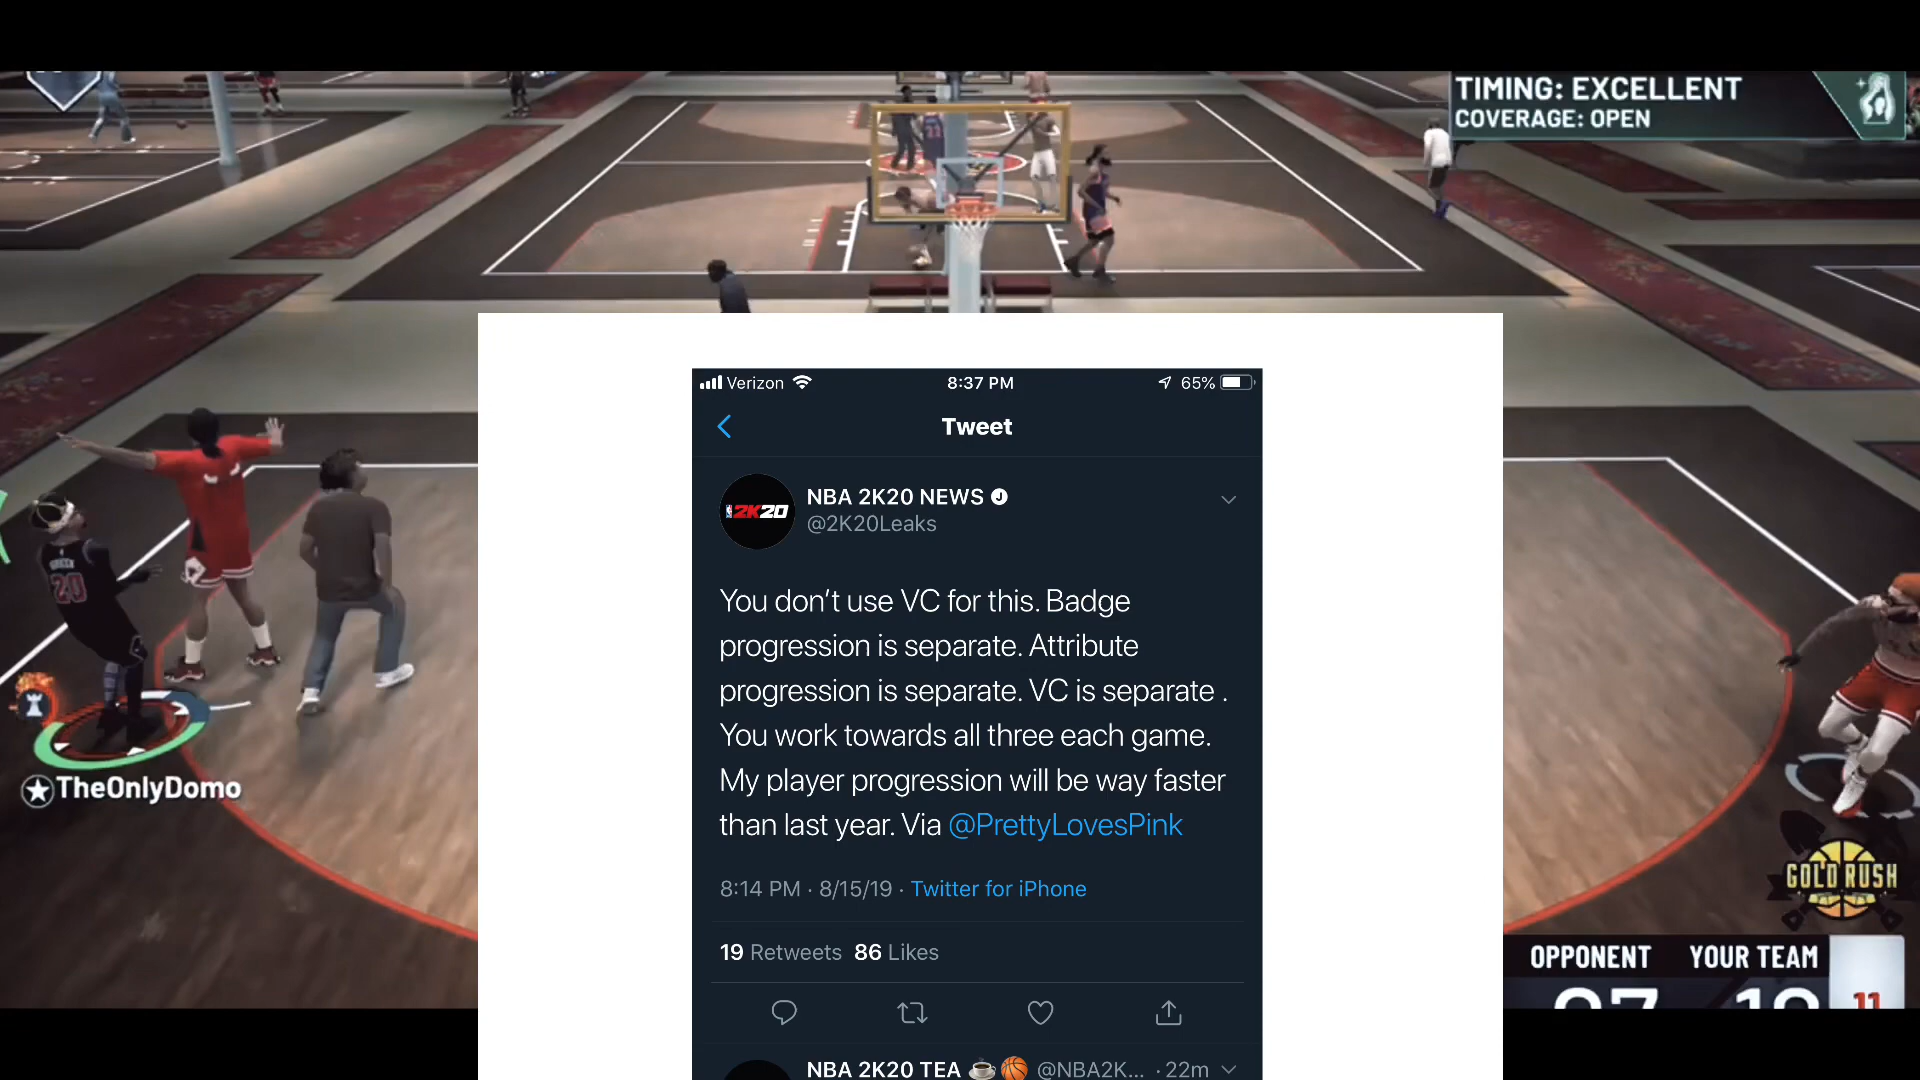 TIMING: EXCELLENT
COVERAGE: OPEN
Verizon
8:37 PM
65%
Tweet
2K20
NBA 2K20 NEWS
@2K20Leaks
You don't use VC for this. Badge
progression is separate. Attribute
progression is separate. VC is separate .
You work towards all three each game.
My player progression will be way faster
than last year. Via @PrettyLovesPink
8:14 PM · 8/15/19 · Twitter for iPhone
19 Retweets 86 Likes
NBA 2K20 TEA ☕🏀 @NBA2K... · 22m
20
TheOnlyDomo
GOLD RUSH
OPPONENT YOUR TEAM
11